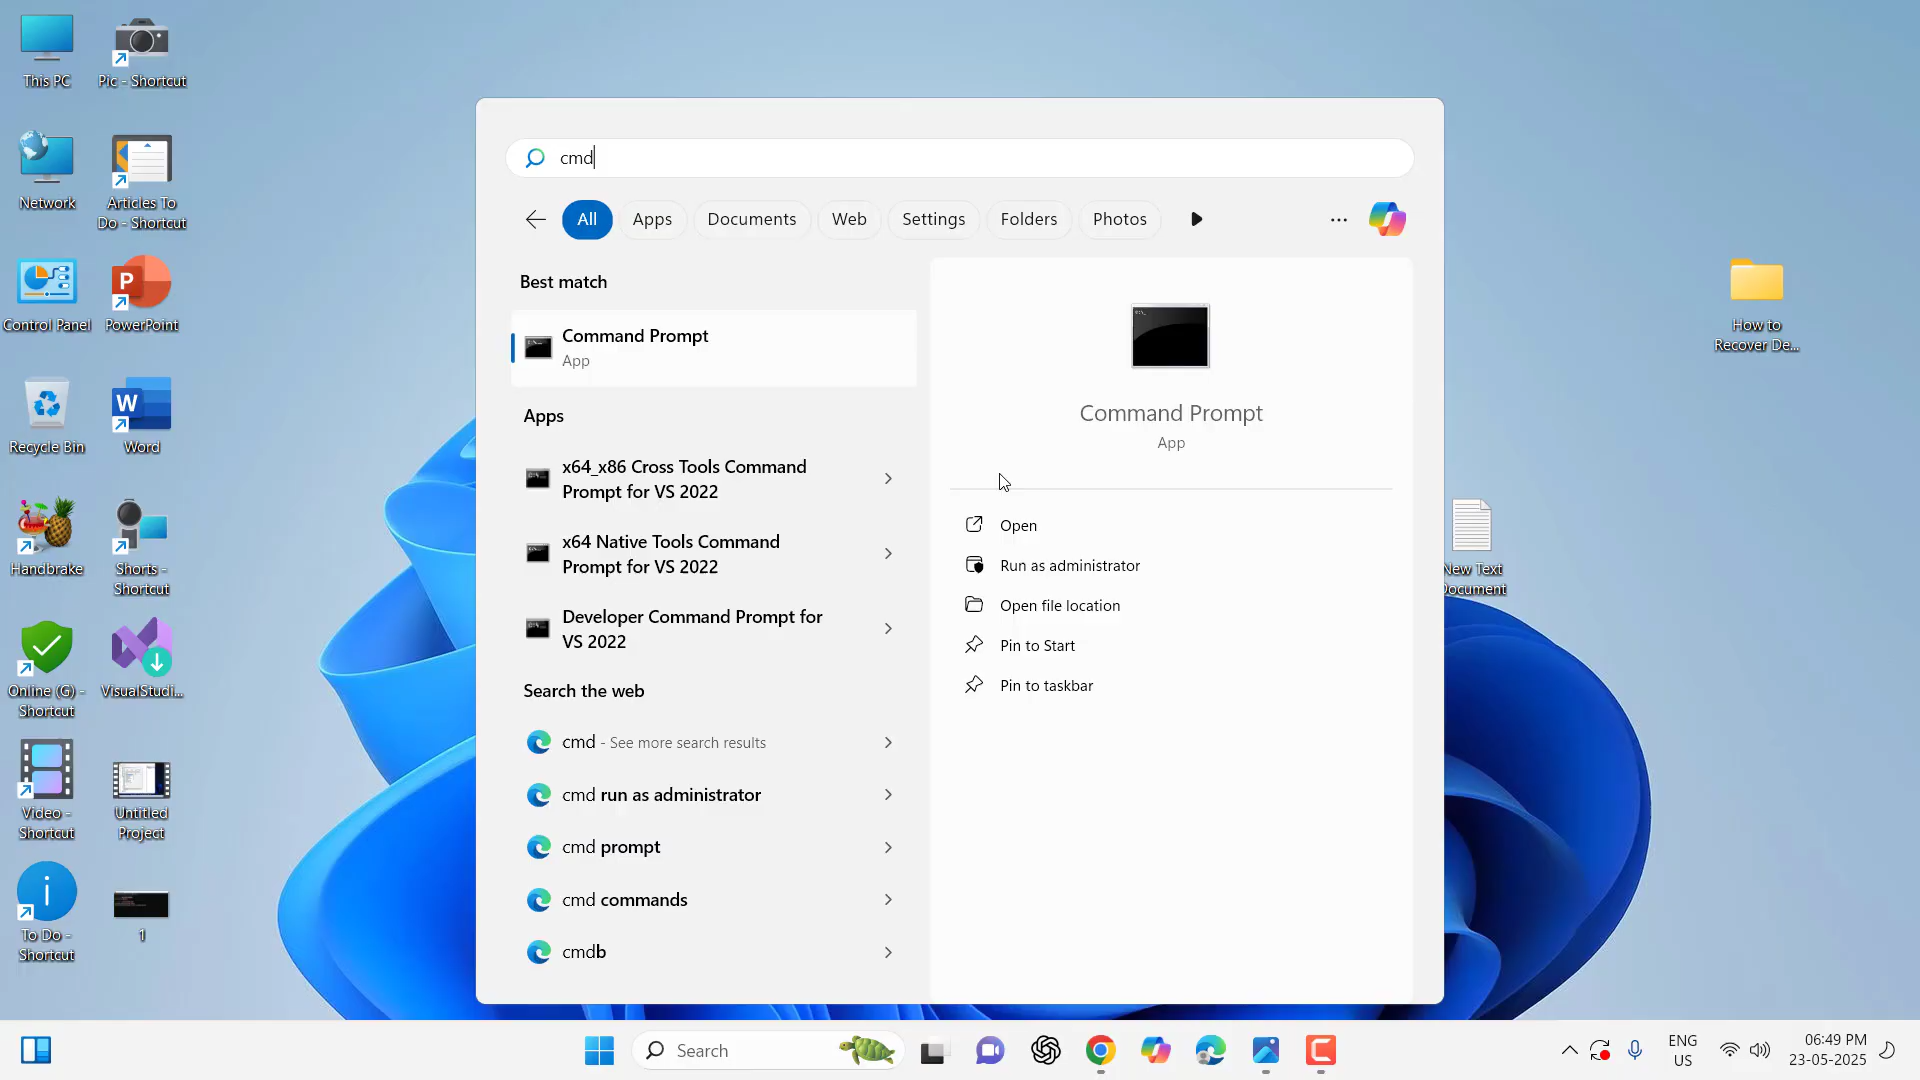 This PC
Pic - Shortcut
Network
Articles To
Do - Shortcut
Control Panel
PowerPoint
Recycle Bin
Word
Handbrake
Shorts -
Shortcut
Online (G) -
Shortcut
VisualStudi...
Video -
Shortcut
Untitled
Project
To Do -
Shortcut
1
cmd
All
Apps
Documents
Web
Settings
Folders
Photos
Best match
Command Prompt
App
Apps
x64_x86 Cross Tools Command
Prompt for VS 2022
x64 Native Tools Command
Prompt for VS 2022
Developer Command Prompt for
VS 2022
Search the web
cmd - See more search results
cmd run as administrator
cmd prompt
cmd commands
cmdb
Command Prompt
App
Open
Run as administrator
Open file location
Pin to Start
Pin to taskbar
How to
Recover De...
New Text
Document
Search
ENG
US
06:49 PM
23-05-2025